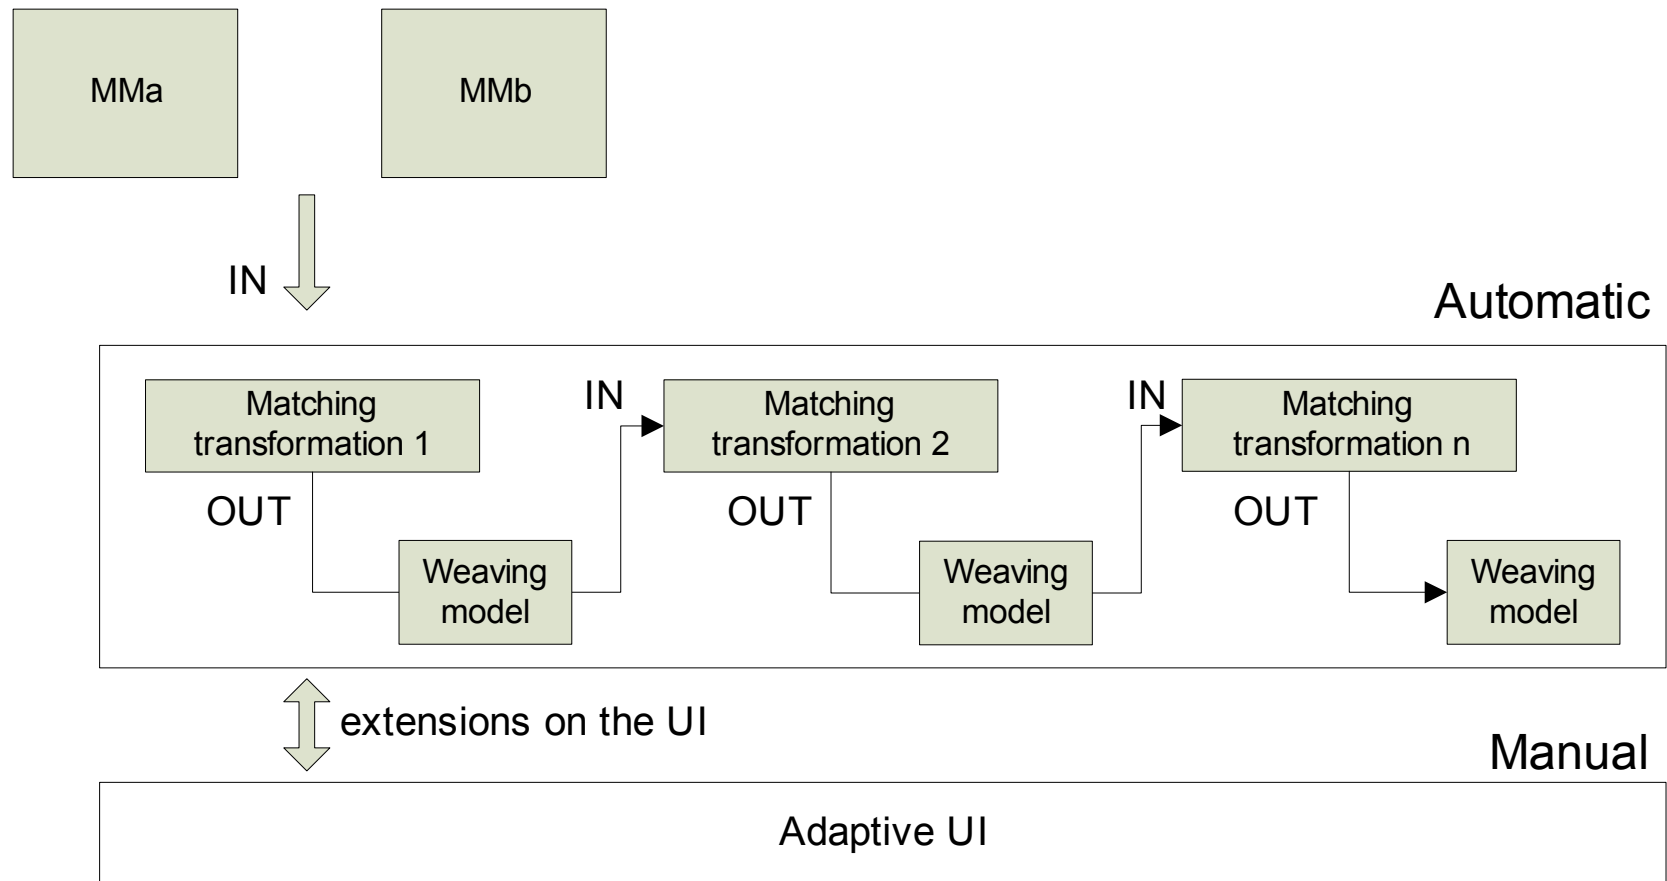 MMa
MMb
IN
Automatic
Matching
transformation 1
IN
Matching
transformation 2
IN
Matching
transformation n
OUT
OUT
OUT
Weaving
model
Weaving
model
Weaving
model
extensions on the UI
Manual
Adaptive UI